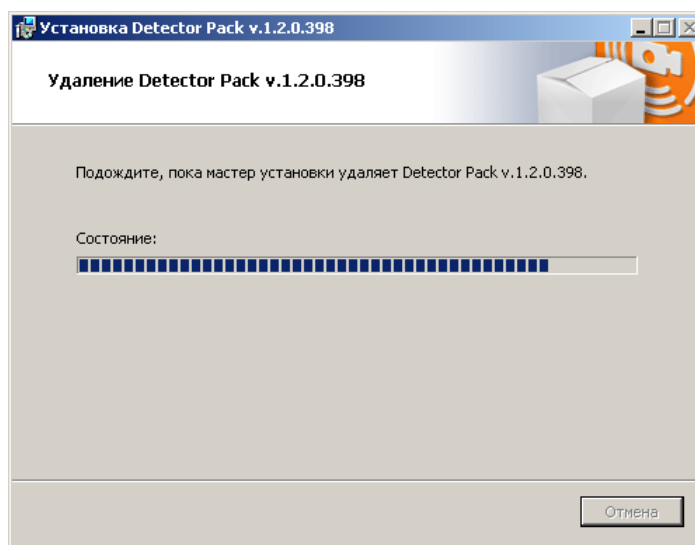 Установка Detector Pack v.1.2.0.398
Удаление Detector Pack v.1.2.0.398
Подождите, пока мастер установки удаляет Detector Pack v.1.2.0.398.
Состояние:
Отмена